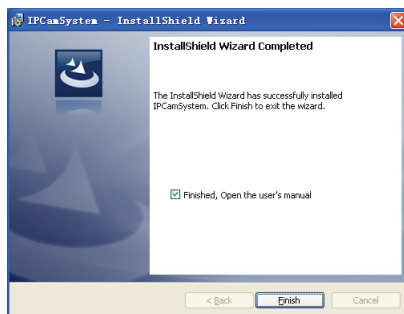 IPCamSystem - InstallShield Wizard
InstallShield Wizard Completed
The InstallShield Wizard has successfully installed
IPCamSystem. Click Finish to exit the wizard.
Finished, Open the user's manual
< Back
Finish
Cancel